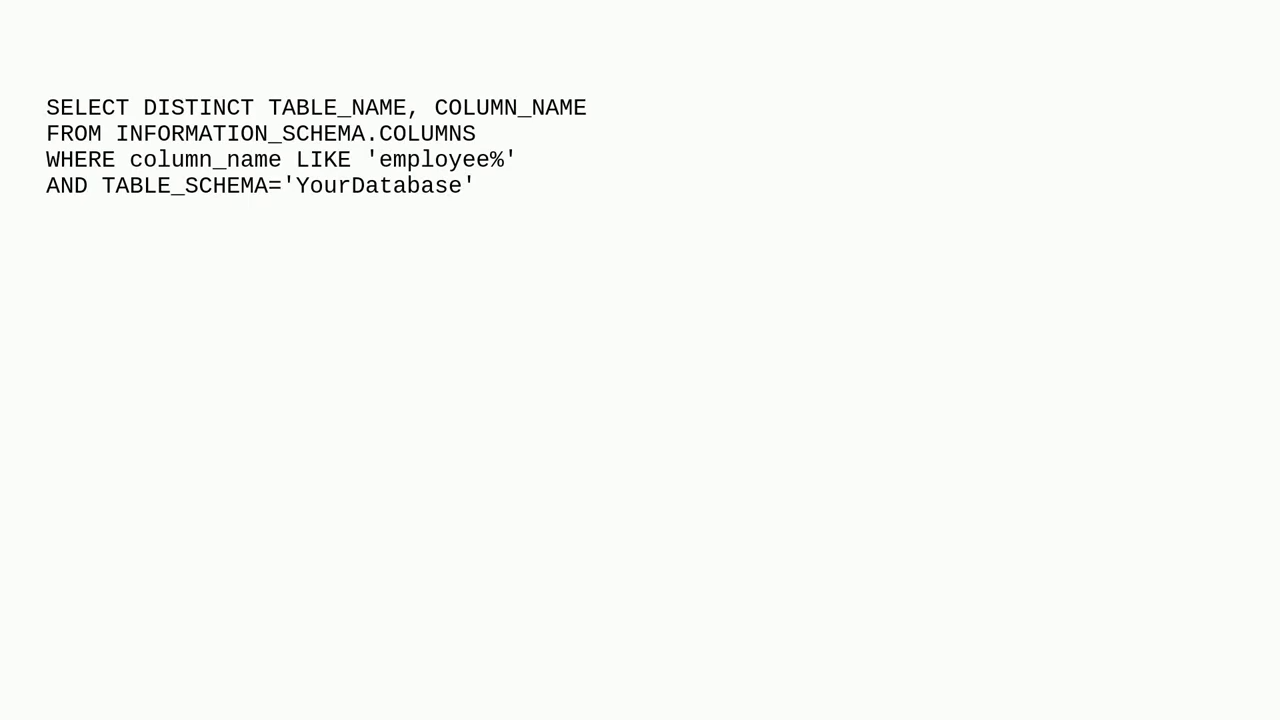 SELECT DISTINCT TABLE_NAME, COLUMN_NAME
FROM INFORMATION_SCHEMA.COLUMNS
WHERE column_name LIKE 'employee%'
AND TABLE_SCHEMA='YourDatabase'